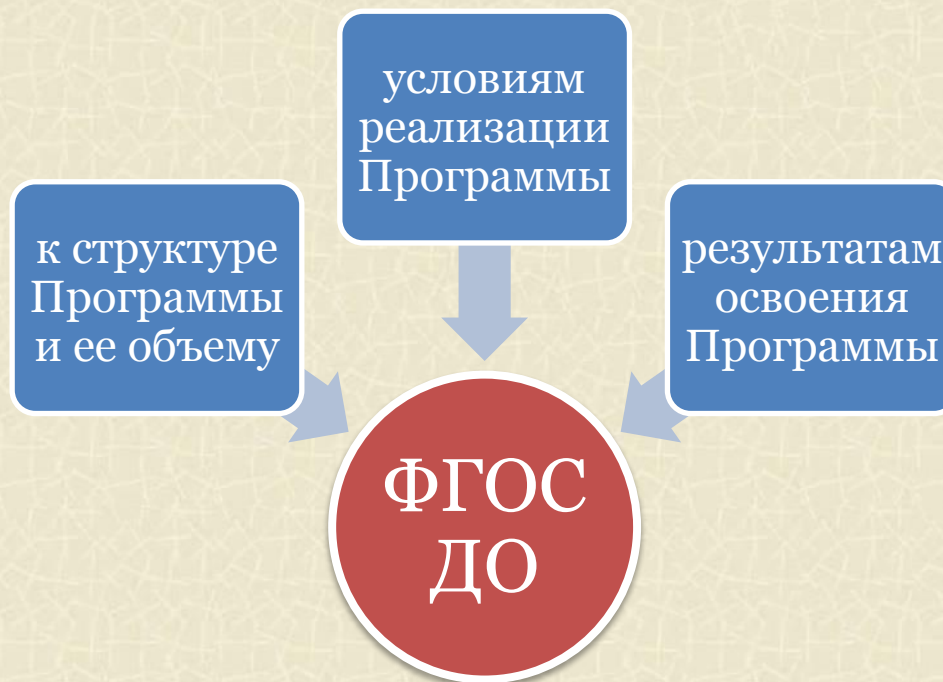 к структуре
Программы
и ее объему
условиям
реализации
Программы
результатам
освоения
Программы
ФГОС
ДО